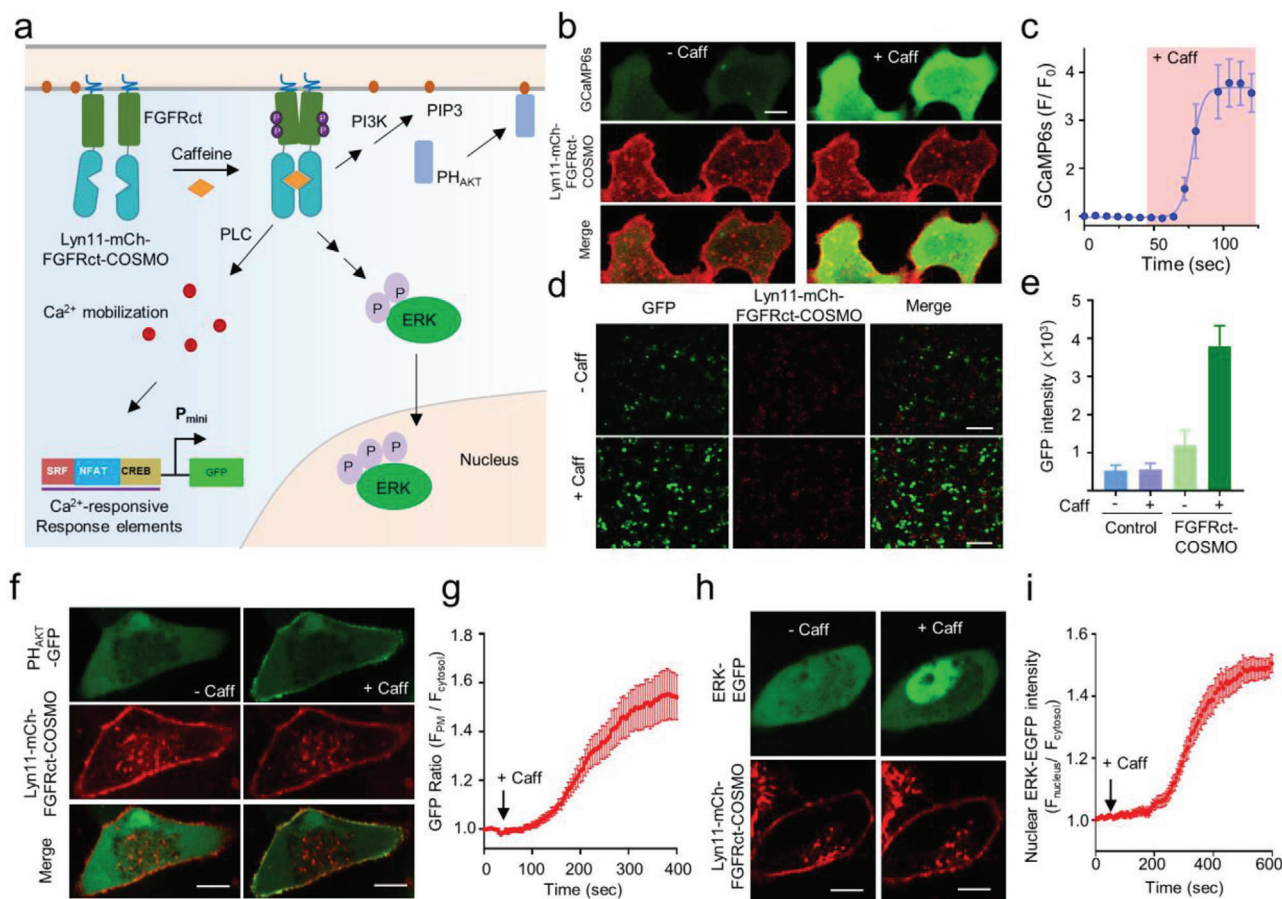 a
FGFRct
Caffeine
Lyn11-mCh-
FGFRct-COSMO
P
P
PI3K
PIP3
PH_AKT
PLC
Ca²⁺ mobilization
P
P
ERK
P_mini
SRF
NFAT
CREB
GFP
Ca²⁺-responsive
Response elements
P
P
P
ERK
Nucleus
b
- Caff
+ Caff
GCaMP6s
Lyn11-mCh-
FGFRct-
COSMO
Merge
c
+ Caff
GCaMP6s (F/ F₀)
4
3
2
1
0
50
100
Time (sec)
d
GFP
Lyn11-mCh-
FGFRct-COSMO
Merge
- Caff
+ Caff
e
GFP intensity (×10³)
5
4
3
2
1
0
Caff
-
+
-
+
Control
FGFRct-
COSMO
f
PH_AKT
-GFP
- Caff
+ Caff
Lyn11-mCh-
FGFRct-COSMO
Merge
g
GFP Ratio (F_PM / F_cytosol)
1.8
1.6
1.4
1.2
1.0
+ Caff
0
100
200
300
400
Time (sec)
h
- Caff
+ Caff
ERK-
EGFP
Lyn11-mCh-
FGFRct-COSMO
i
Nuclear ERK-EGFP intensity
(F_nucleus/ F_cytosol)
1.6
1.4
1.2
1.0
+ Caff
0
200
400
600
Time (sec)